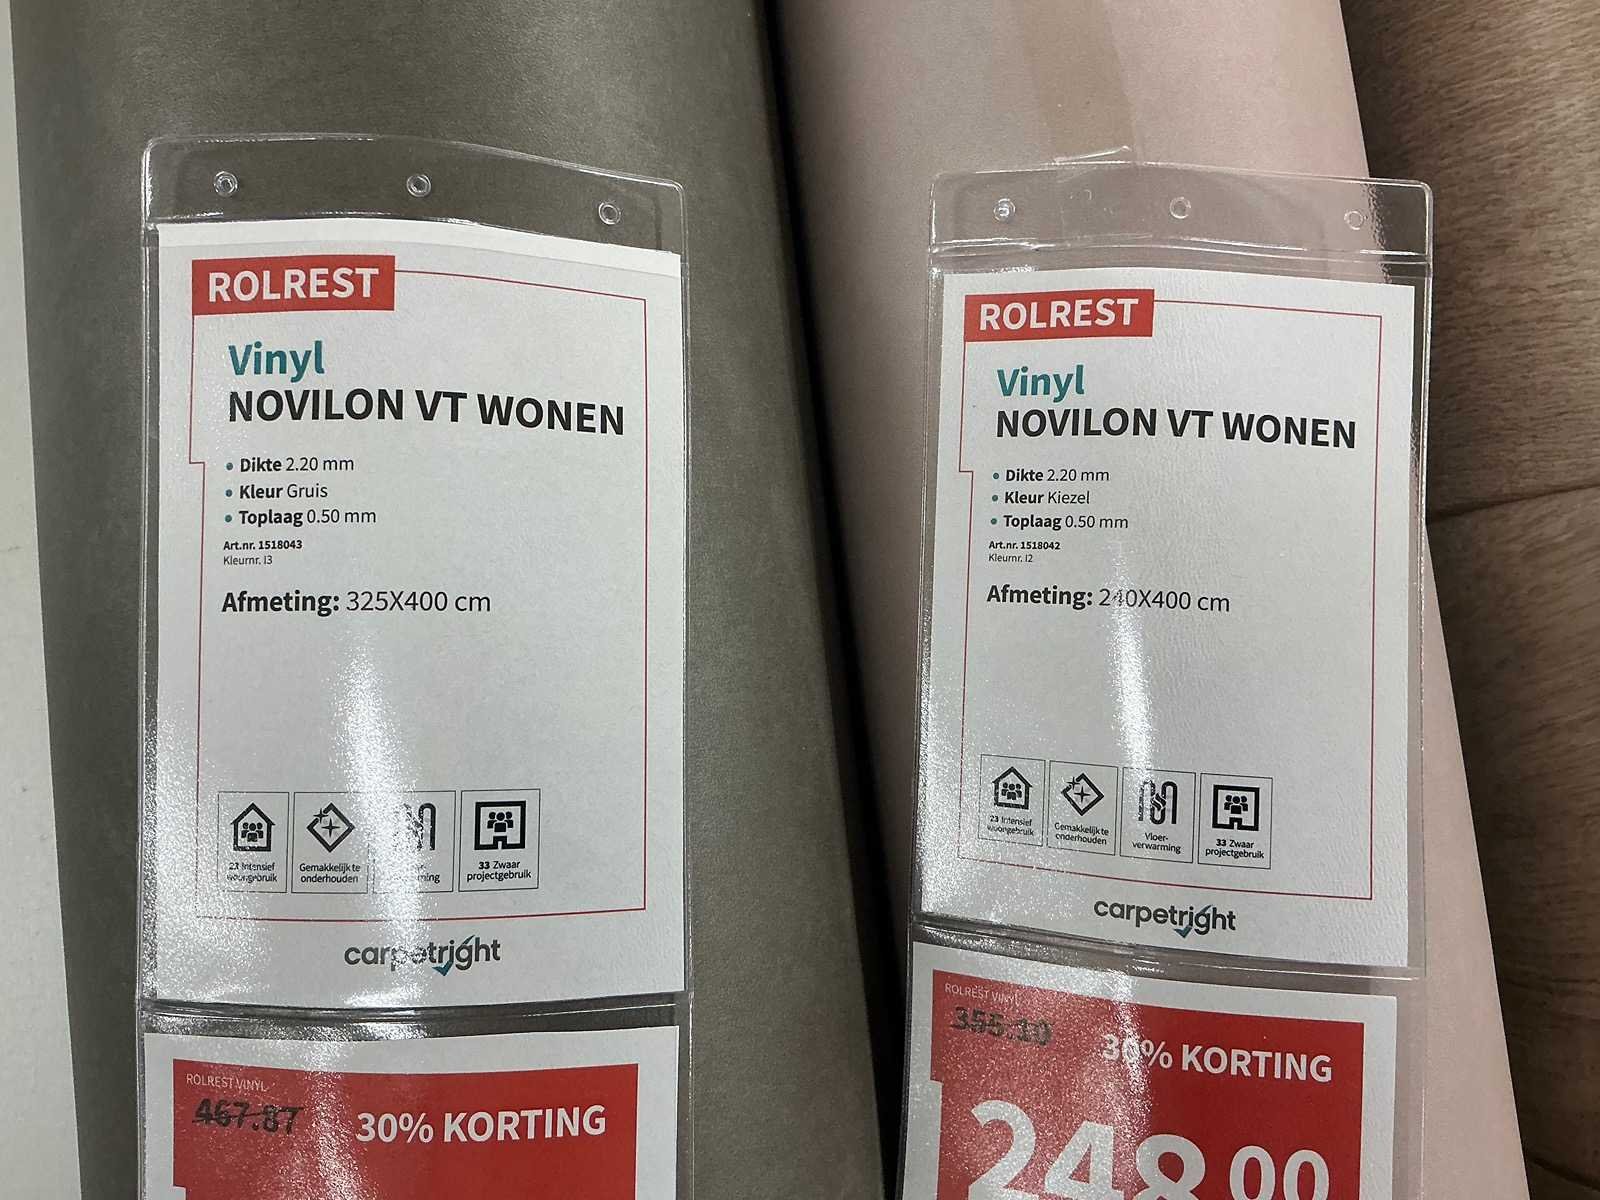 ROLREST
Vinyl
NOVILON VT WONEN
Dikte 2.20 mm
Kleur Gruis
Toplaag 0.50 mm
Art.nr. 1518043
Kleurnr. I3
Afmeting: 325X400 cm
23 Intensief
woongebruik
Gemakkelijk te
onderhouden
33 Zwaar
projectgebruik
carpetright
ROLREST VINYL
467.87
30% KORTING
ROLREST
Vinyl
NOVILON VT WONEN
Dikte 2.20 mm
Kleur Kiezel
Toplaag 0.50 mm
Art.nr. 1518042
Kleurnr. I2
Afmeting: 240X400 cm
23 Intensief
woongebruik
Gemakkelijk te
onderhouden
Vloer-
verwarming
33 Zwaar
projectgebruik
carpetright
ROLREST VINYL
355.10
30% KORTING
248.00